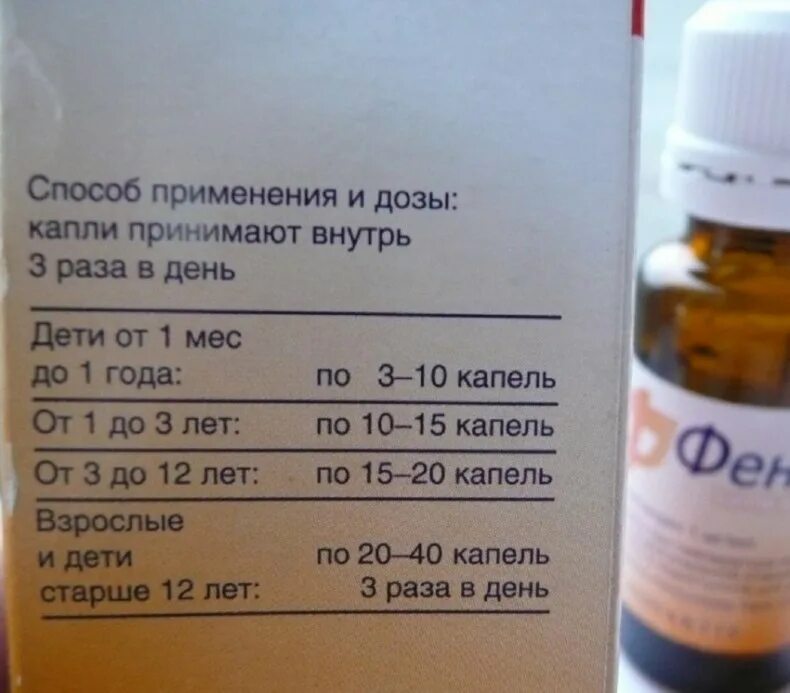 Способ применения и дозы:
капли принимают внутрь
3 раза в день
Дети от 1 мес
до 1 года: по 3–10 капель
От 1 до 3 лет: по 10–15 капель
От 3 до 12 лет: по 15–20 капель
Взрослые
и дети по 20–40 капель
старше 12 лет: 3 раза в день
Фен